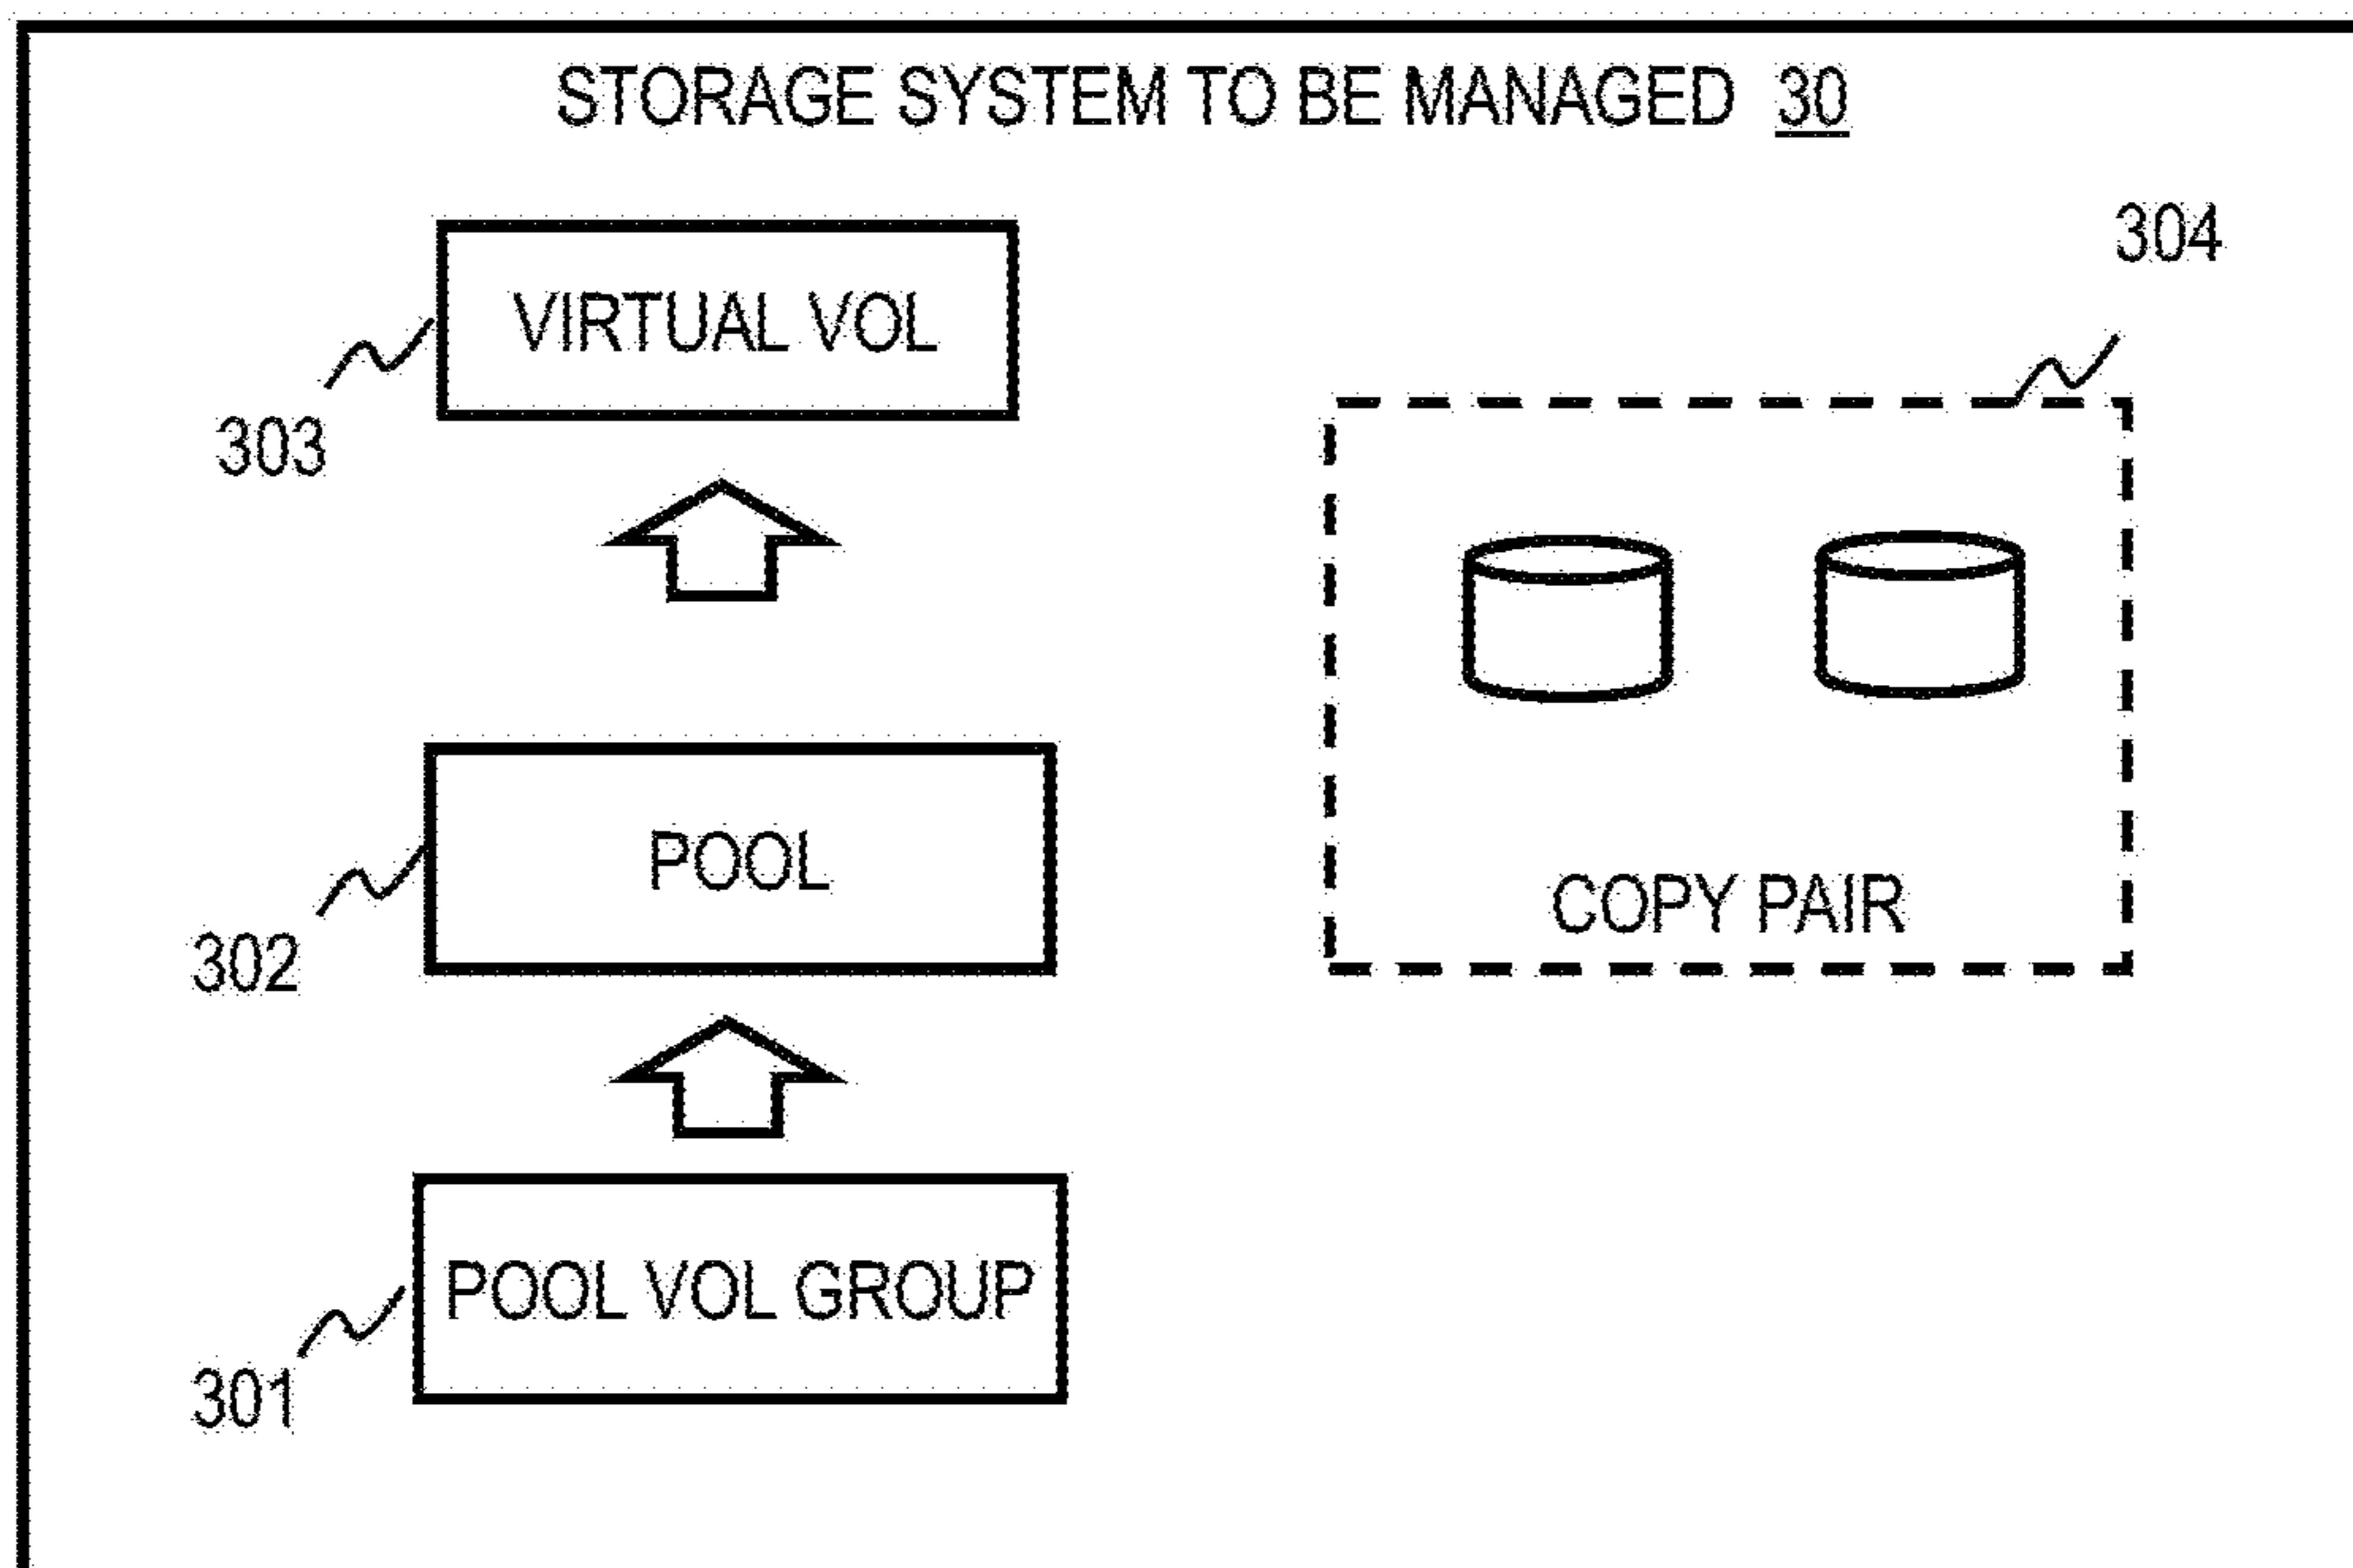 STORAGE SYSTEM TO BE MANAGED 30
304
VIRTUAL VOL
303
POOL
COPY PAIR
302
POOL VOL GROUP
301